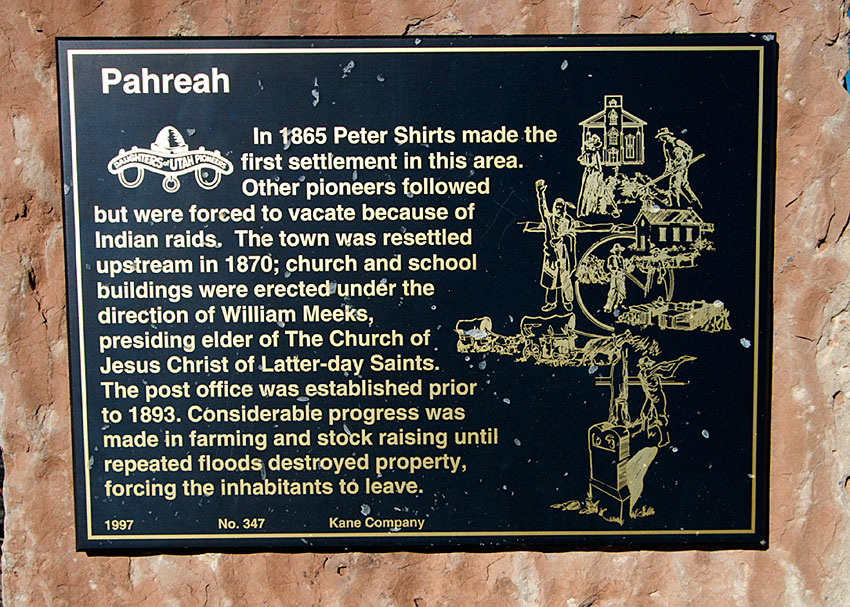 Pahreah
DAUGHTERS OF UTAH PIONEERS
In 1865 Peter Shirts made the
first settlement in this area.
Other pioneers followed
but were forced to vacate because of
Indian raids. The town was resettled
upstream in 1870; church and school
buildings were erected under the
direction of William Meeks,
presiding elder of The Church of
Jesus Christ of Latter-day Saints.
The post office was established prior
to 1893. Considerable progress was
made in farming and stock raising until
repeated floods destroyed property,
forcing the inhabitants to leave.
1997 No. 347 Kane Company